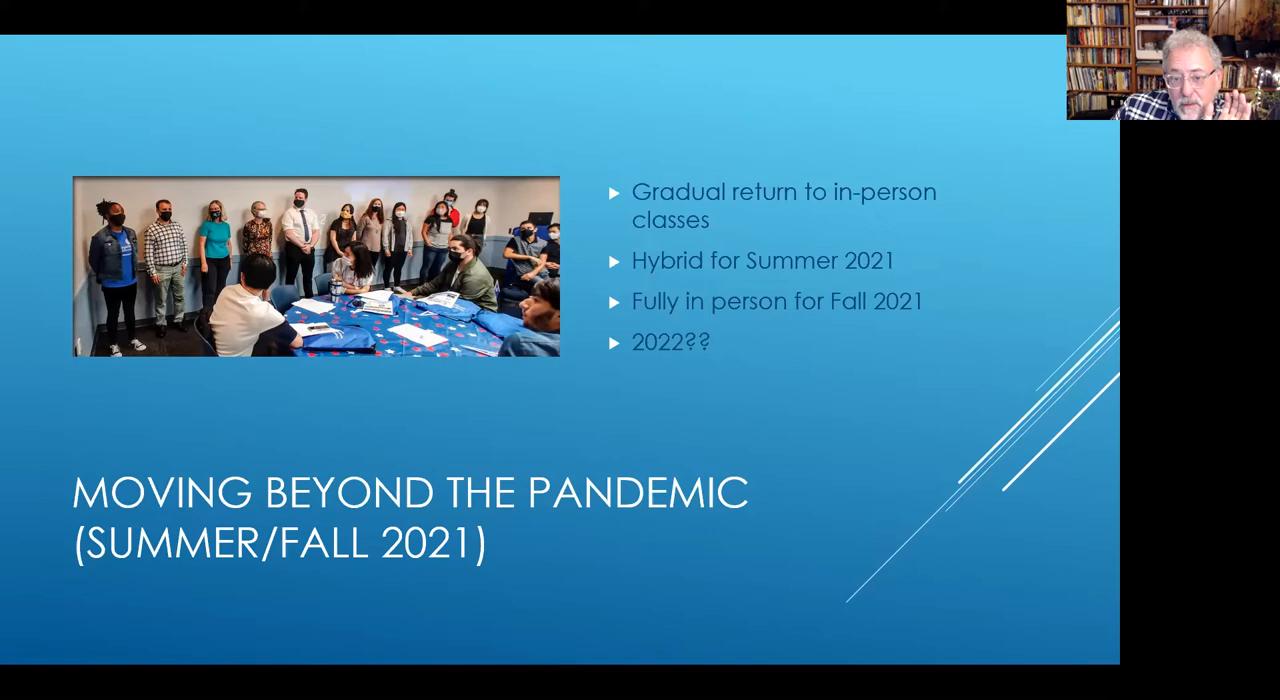 Gradual return to in-person
classes
Hybrid for Summer 2021
Fully in person for Fall 2021
2022??
MOVING BEYOND THE PANDEMIC
(SUMMER/FALL 2021)